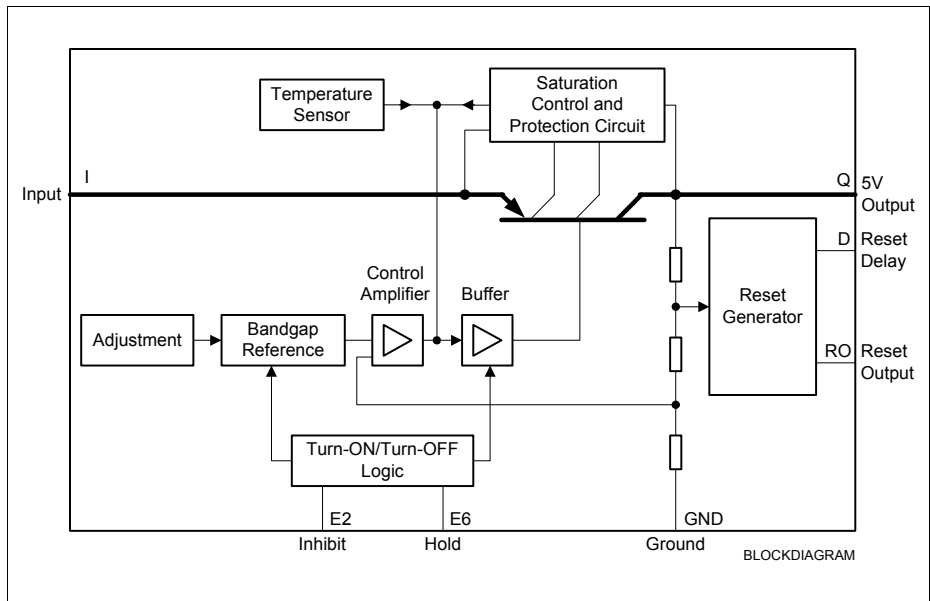 Temperature
Sensor
Saturation
Control and
Protection Circuit
I
Q
Input
5V
Output
D
Reset
Delay
Control
Amplifier
Buffer
Reset
Generator
Adjustment
Bandgap
Reference
RO
Reset
Output
Turn-ON/Turn-OFF
Logic
E2
E6
GND
Inhibit
Hold
Ground
BLOCKDIAGRAM